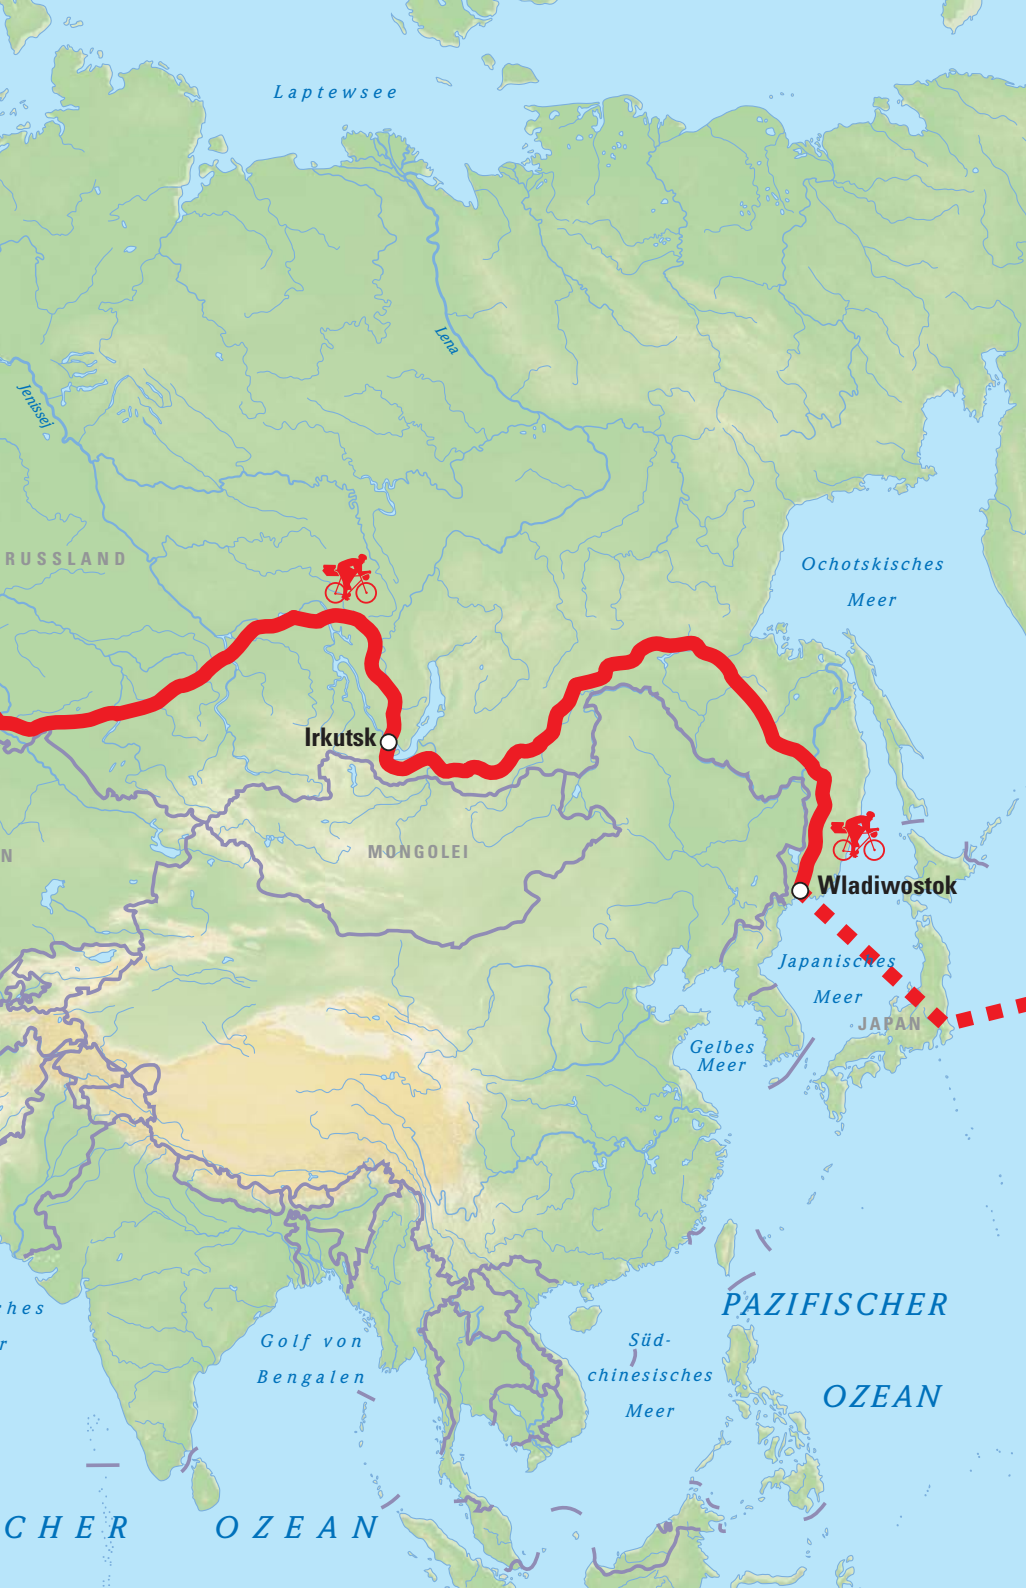 Laptewsee
Lena
Jenissej
RUSSLAND
Ochotskisches
Meer
Irkutsk
MONGOLEI
N
Wladiwostok
Japanisches
Meer
JAPAN
Gelbes
Meer
ches
r
PAZIFISCHER
OZEAN
Golf von
Bengalen
Süd-
chinesisches
Meer
CHER OZEAN